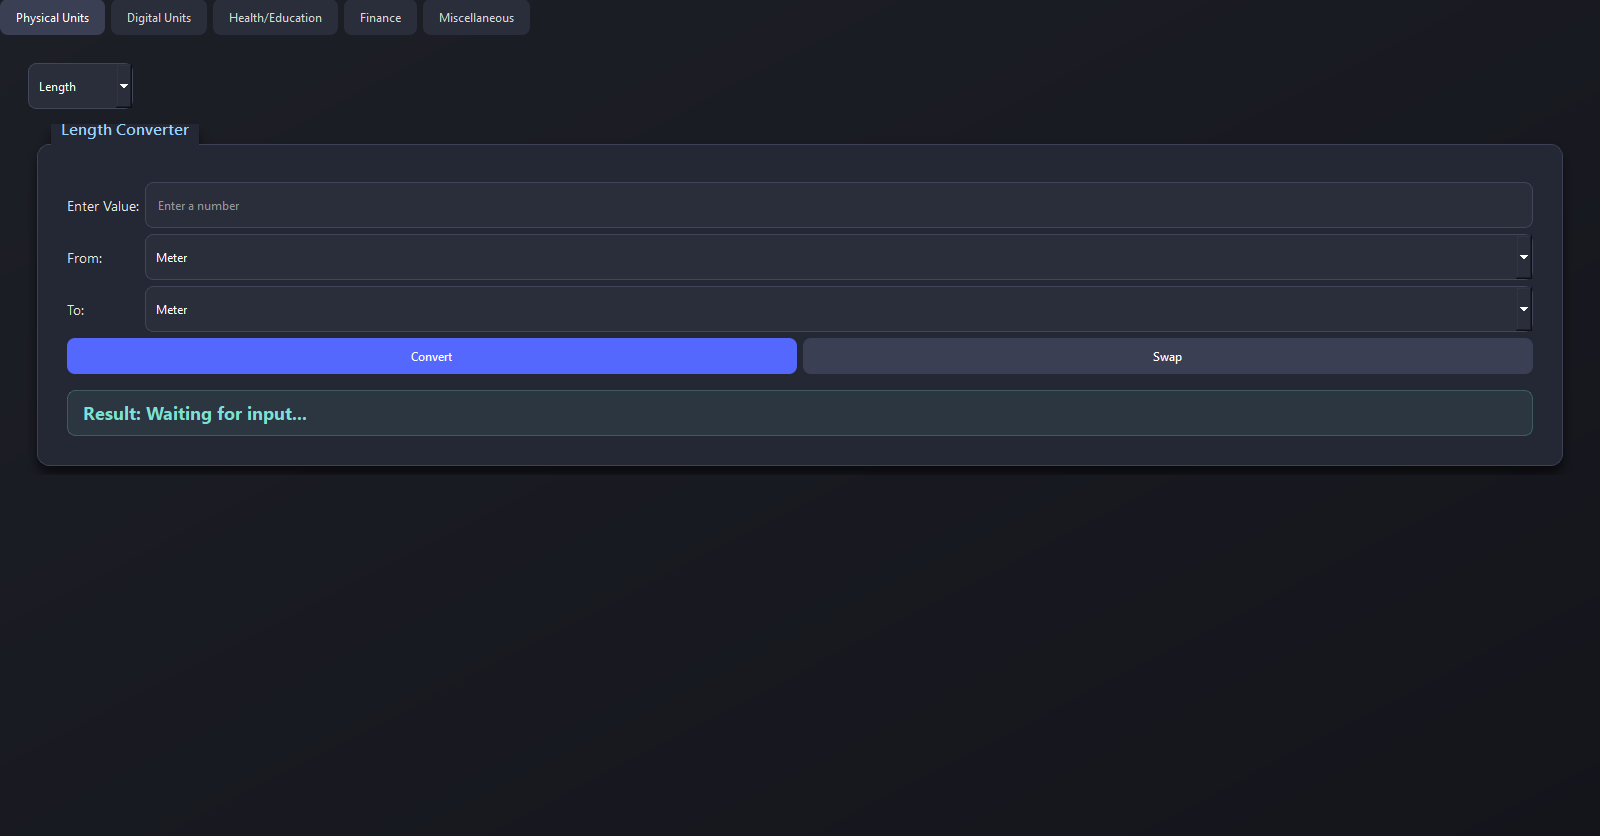 Physical Units Digital Units Health/Education Finance Miscellaneous
Length
Length Converter
Enter Value: Enter a number
From: Meter
To: Meter
Convert Swap
Result: Waiting for input...